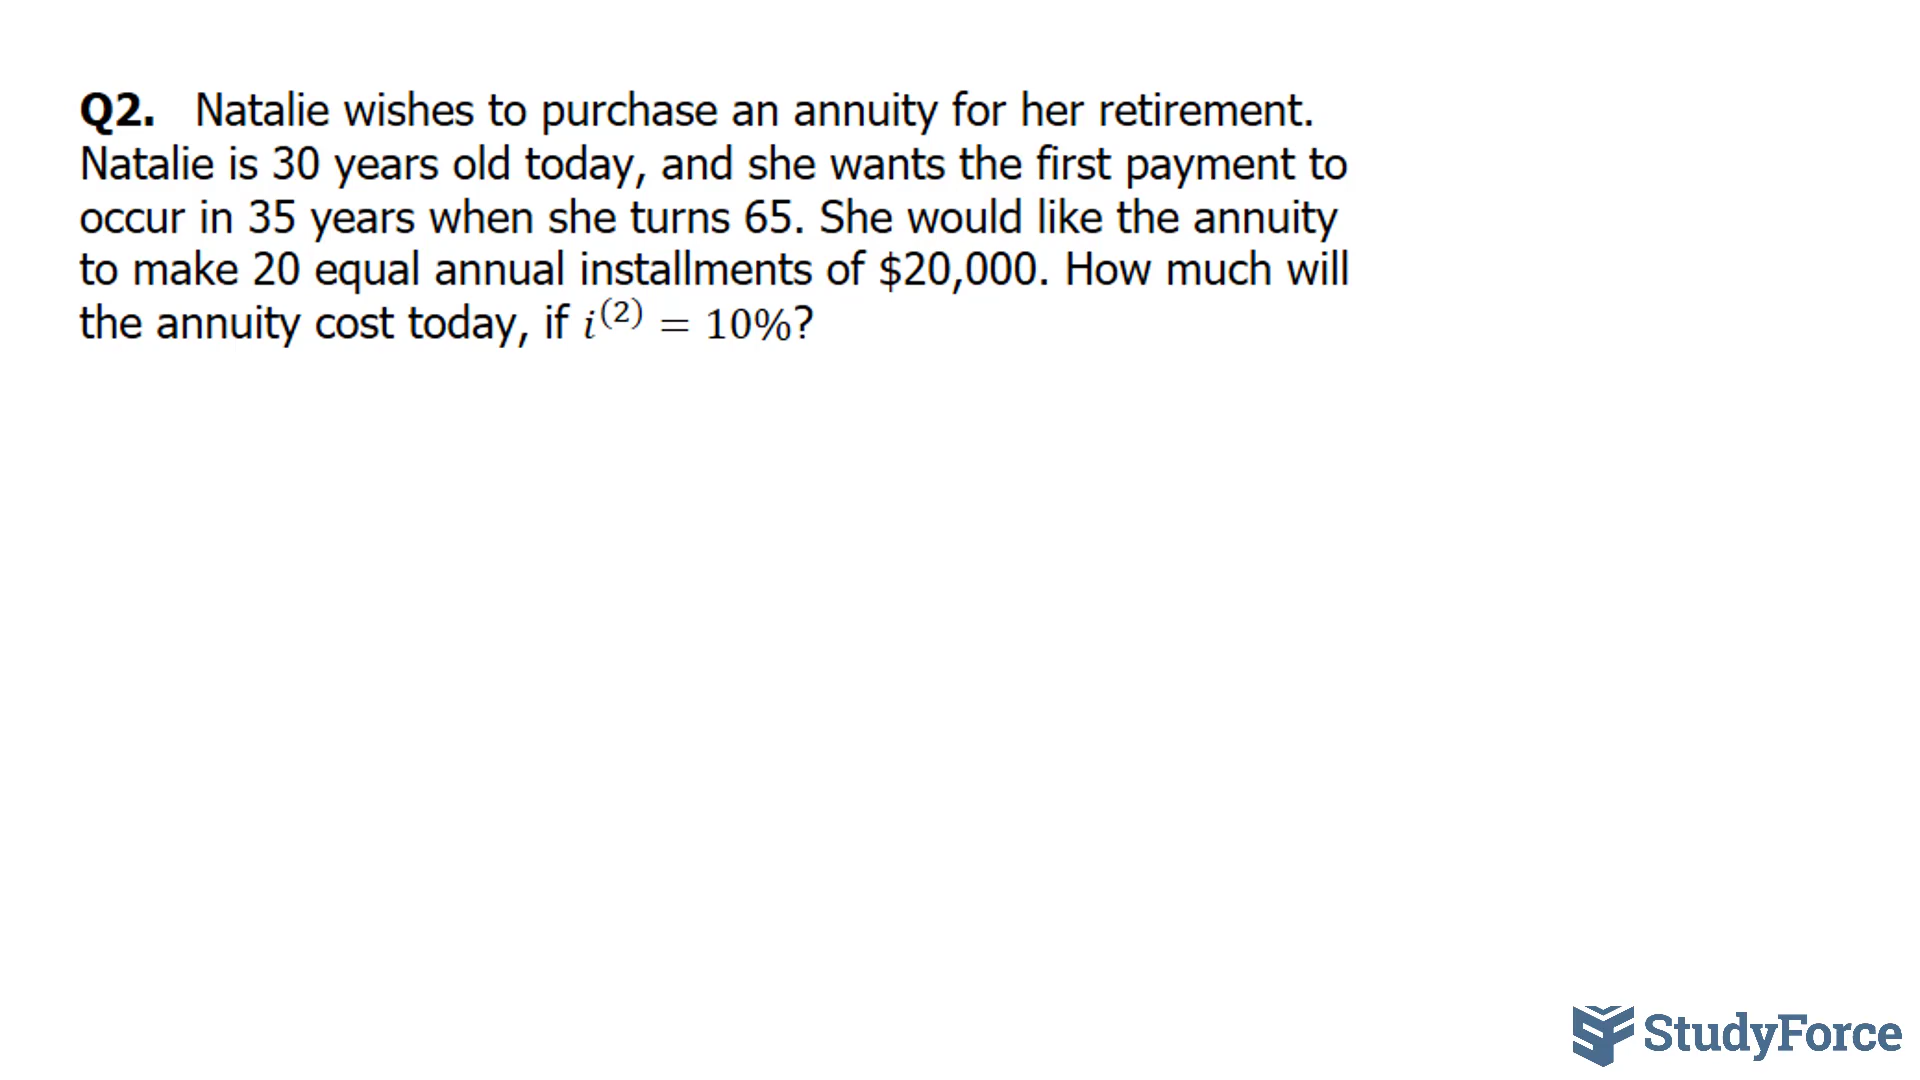 Q2. Natalie wishes to purchase an annuity for her retirement.
Natalie is 30 years old today, and she wants the first payment to
occur in 35 years when she turns 65. She would like the annuity
to make 20 equal annual installments of $20,000. How much will
the annuity cost today, if i⁽²⁾ = 10%?
StudyForce